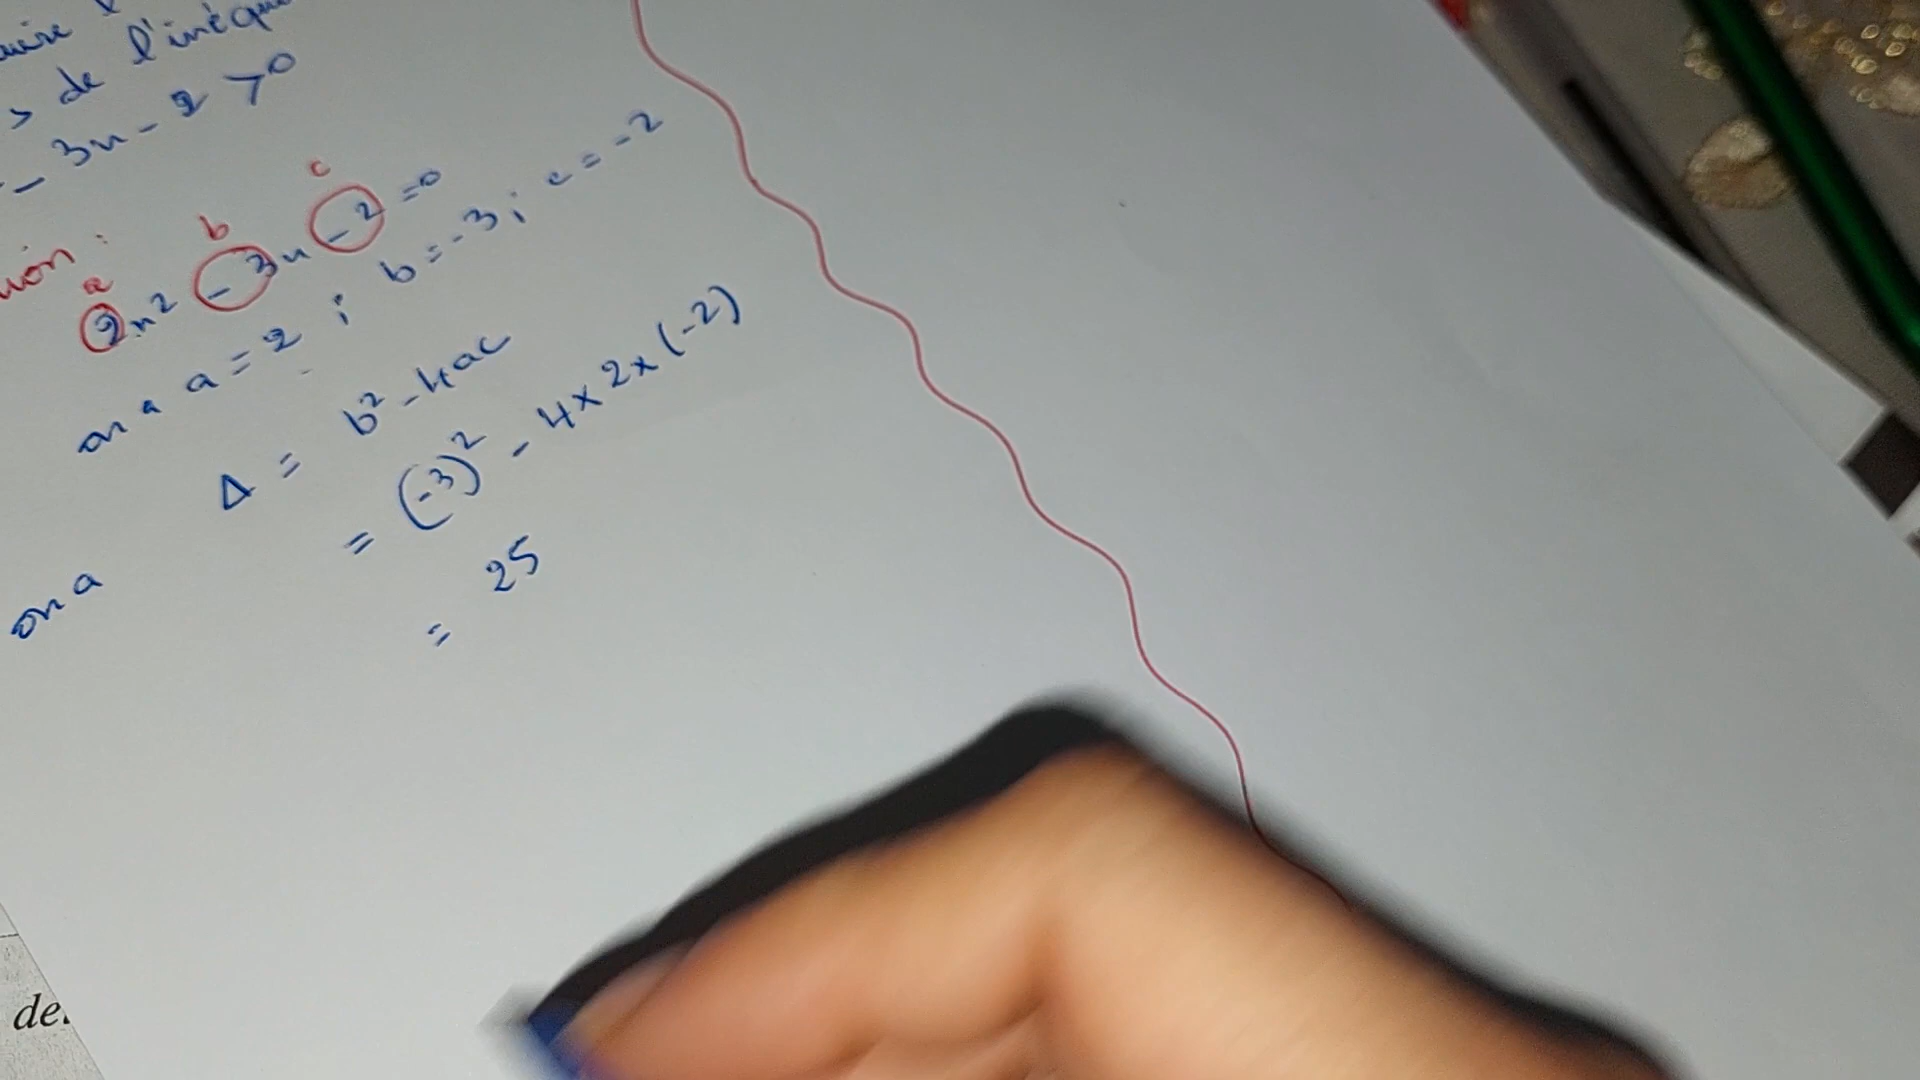 de l'inéqu
- 3x - 2 > 0
a b c
2x² - 3x - 2 = 0
on a a = 2 ; b = -3 ; c = -2
on a Δ = b² - 4ac
= (-3)² - 4 x 2 x (-2)
= 25
de